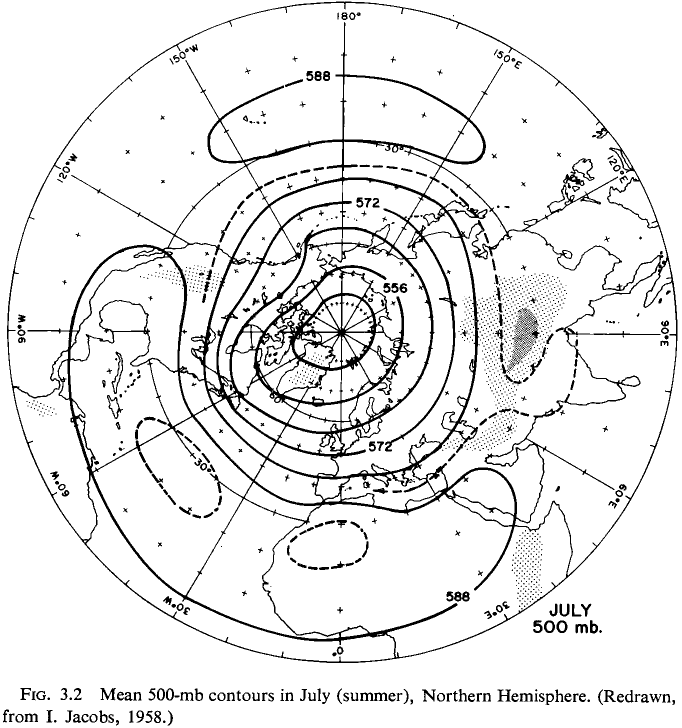 180°
150°W
150°E
588
30°
120°W
120°E
572
556
90°W
90°E
60°
572
30°
60°W
60°E
588
30°W
30°E
0°
JULY
500 mb.
FIG. 3.2 Mean 500-mb contours in July (summer), Northern Hemisphere. (Redrawn,
from I. Jacobs, 1958.)